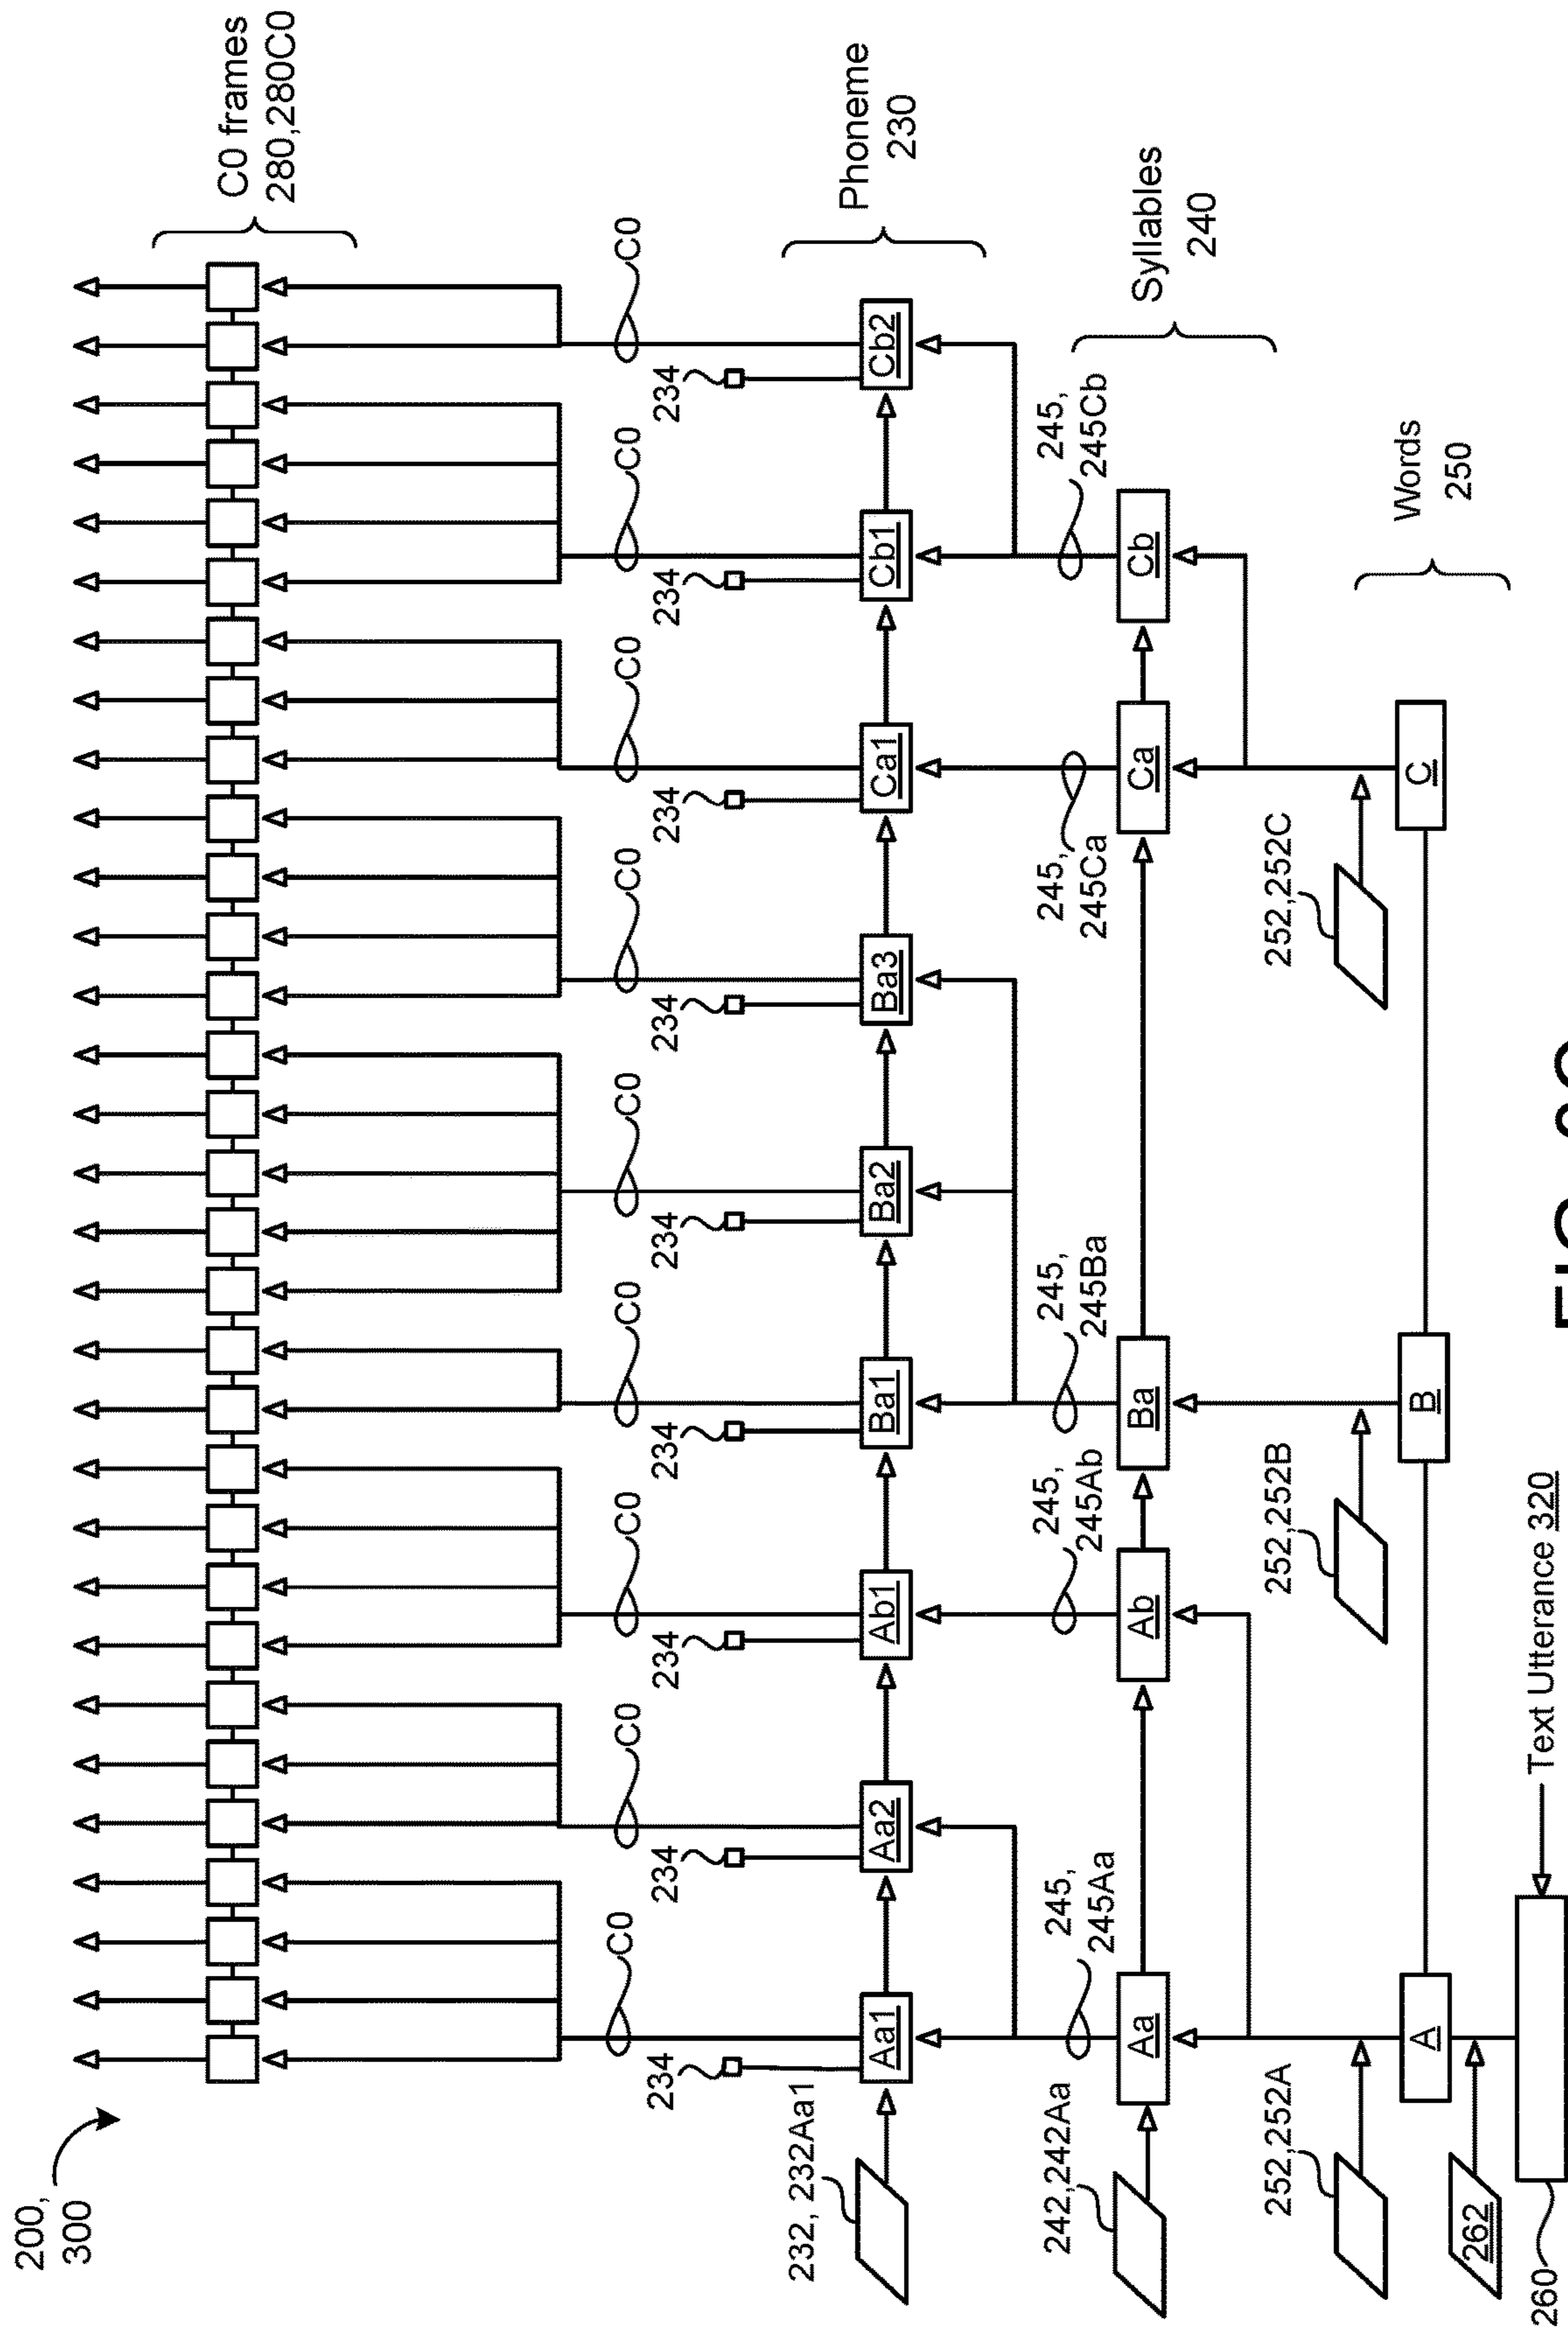 200,
300
C0 frames
280,280C0
C0
C0
C0
C0
C0
C0
C0
C0
C0
234
234
234
234
234
234
234
234
234
Phoneme
230
232, 232Aa1
Aa1
Aa2
Ab1
Ba1
Ba2
Ba3
Ca1
Cb1
Cb2
245,
245Aa
245,
245Ab
245,
245Ba
245,
245Ca
245,
245Cb
Syllables
240
242,242Aa
Aa
Ab
Ba
Ca
Cb
252,252A
252,252B
252,252C
Words
250
A
B
C
262
260
Text Utterance 320
FIG.